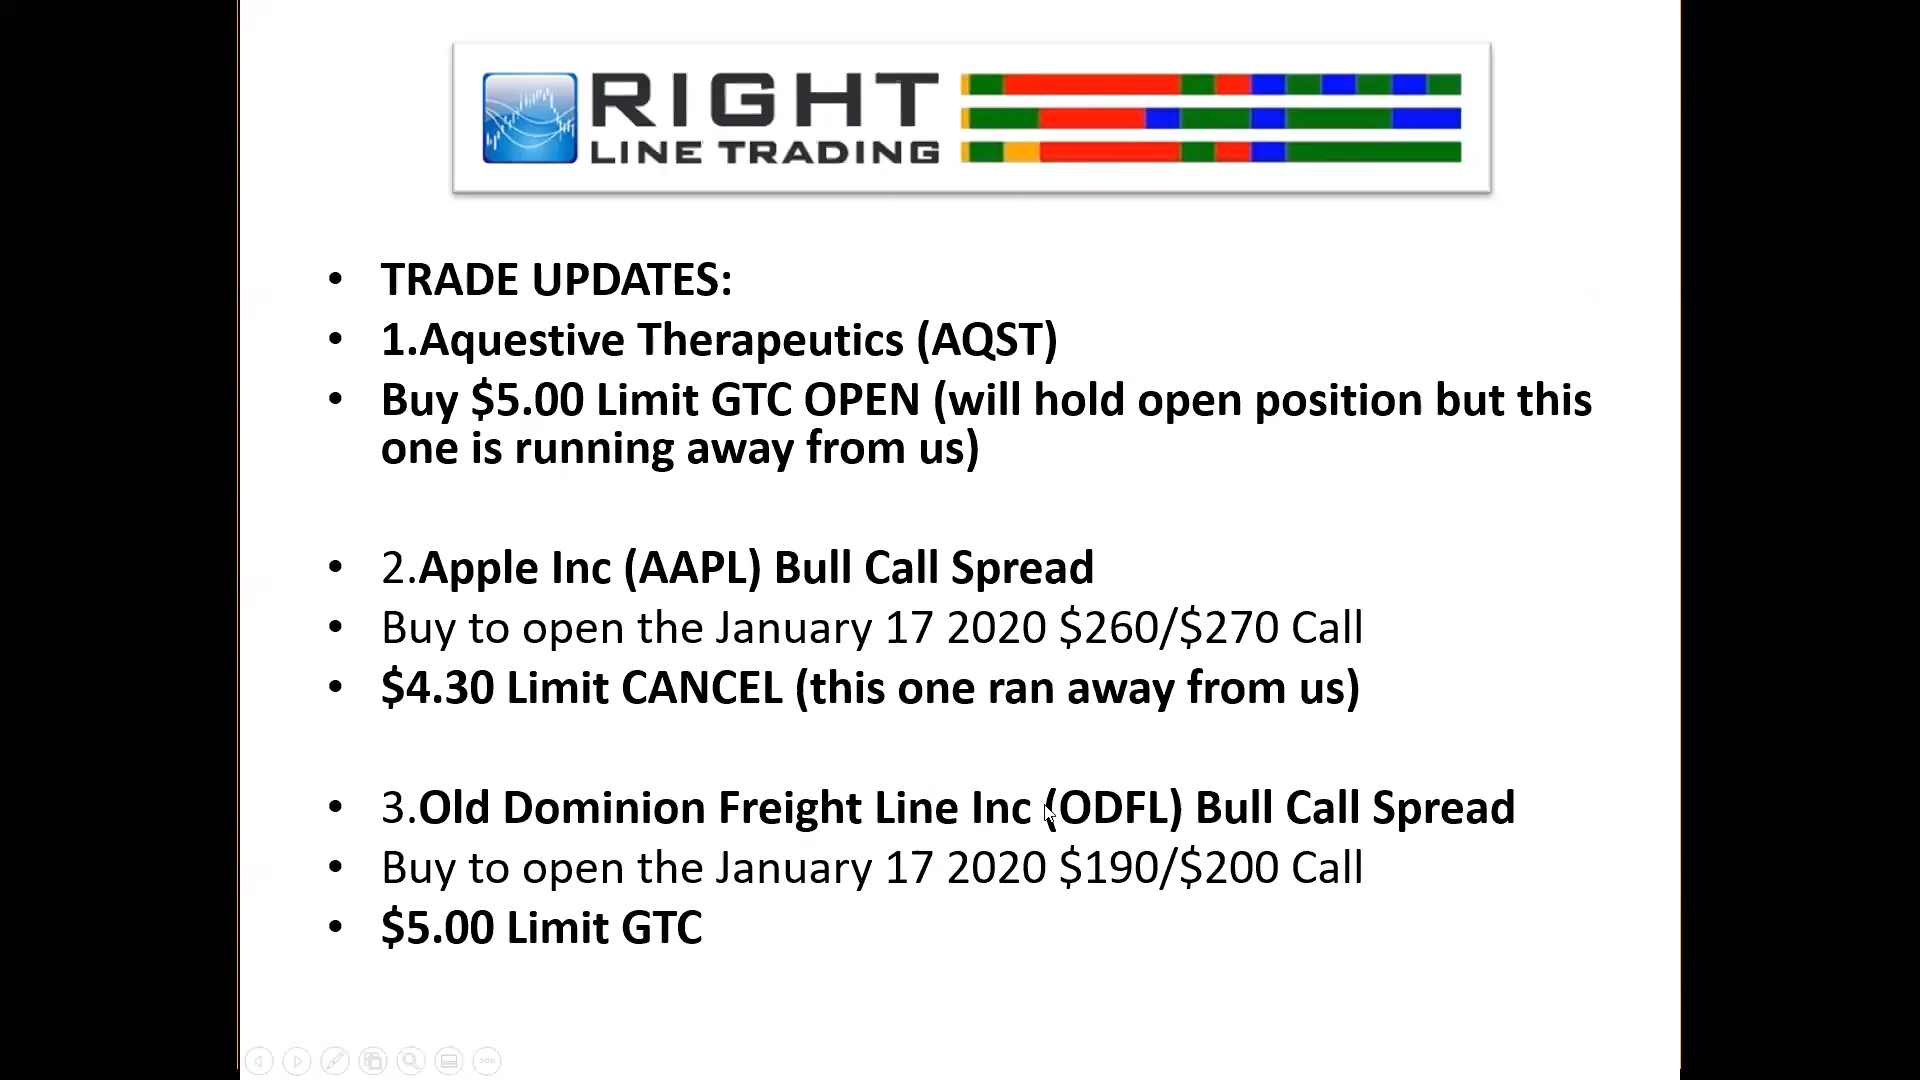 RIGHT
LINE TRADING
• TRADE UPDATES:
• 1.Aquestive Therapeutics (AQST)
• Buy $5.00 Limit GTC OPEN (will hold open position but this
one is running away from us)
• 2.Apple Inc (AAPL) Bull Call Spread
• Buy to open the January 17 2020 $260/$270 Call
• $4.30 Limit CANCEL (this one ran away from us)
• 3.Old Dominion Freight Line Inc (ODFL) Bull Call Spread
• Buy to open the January 17 2020 $190/$200 Call
• $5.00 Limit GTC